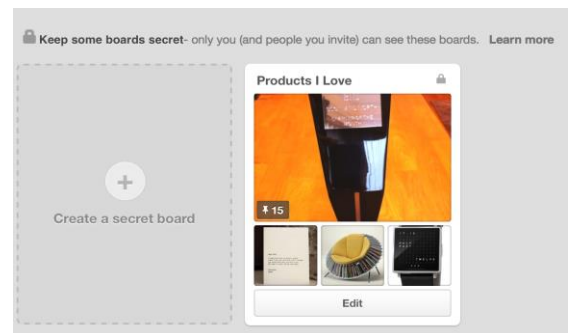 Keep some boards secret- only you (and people you invite) can see these boards. Learn more
Products I Love
15
Create a secret board
Edit